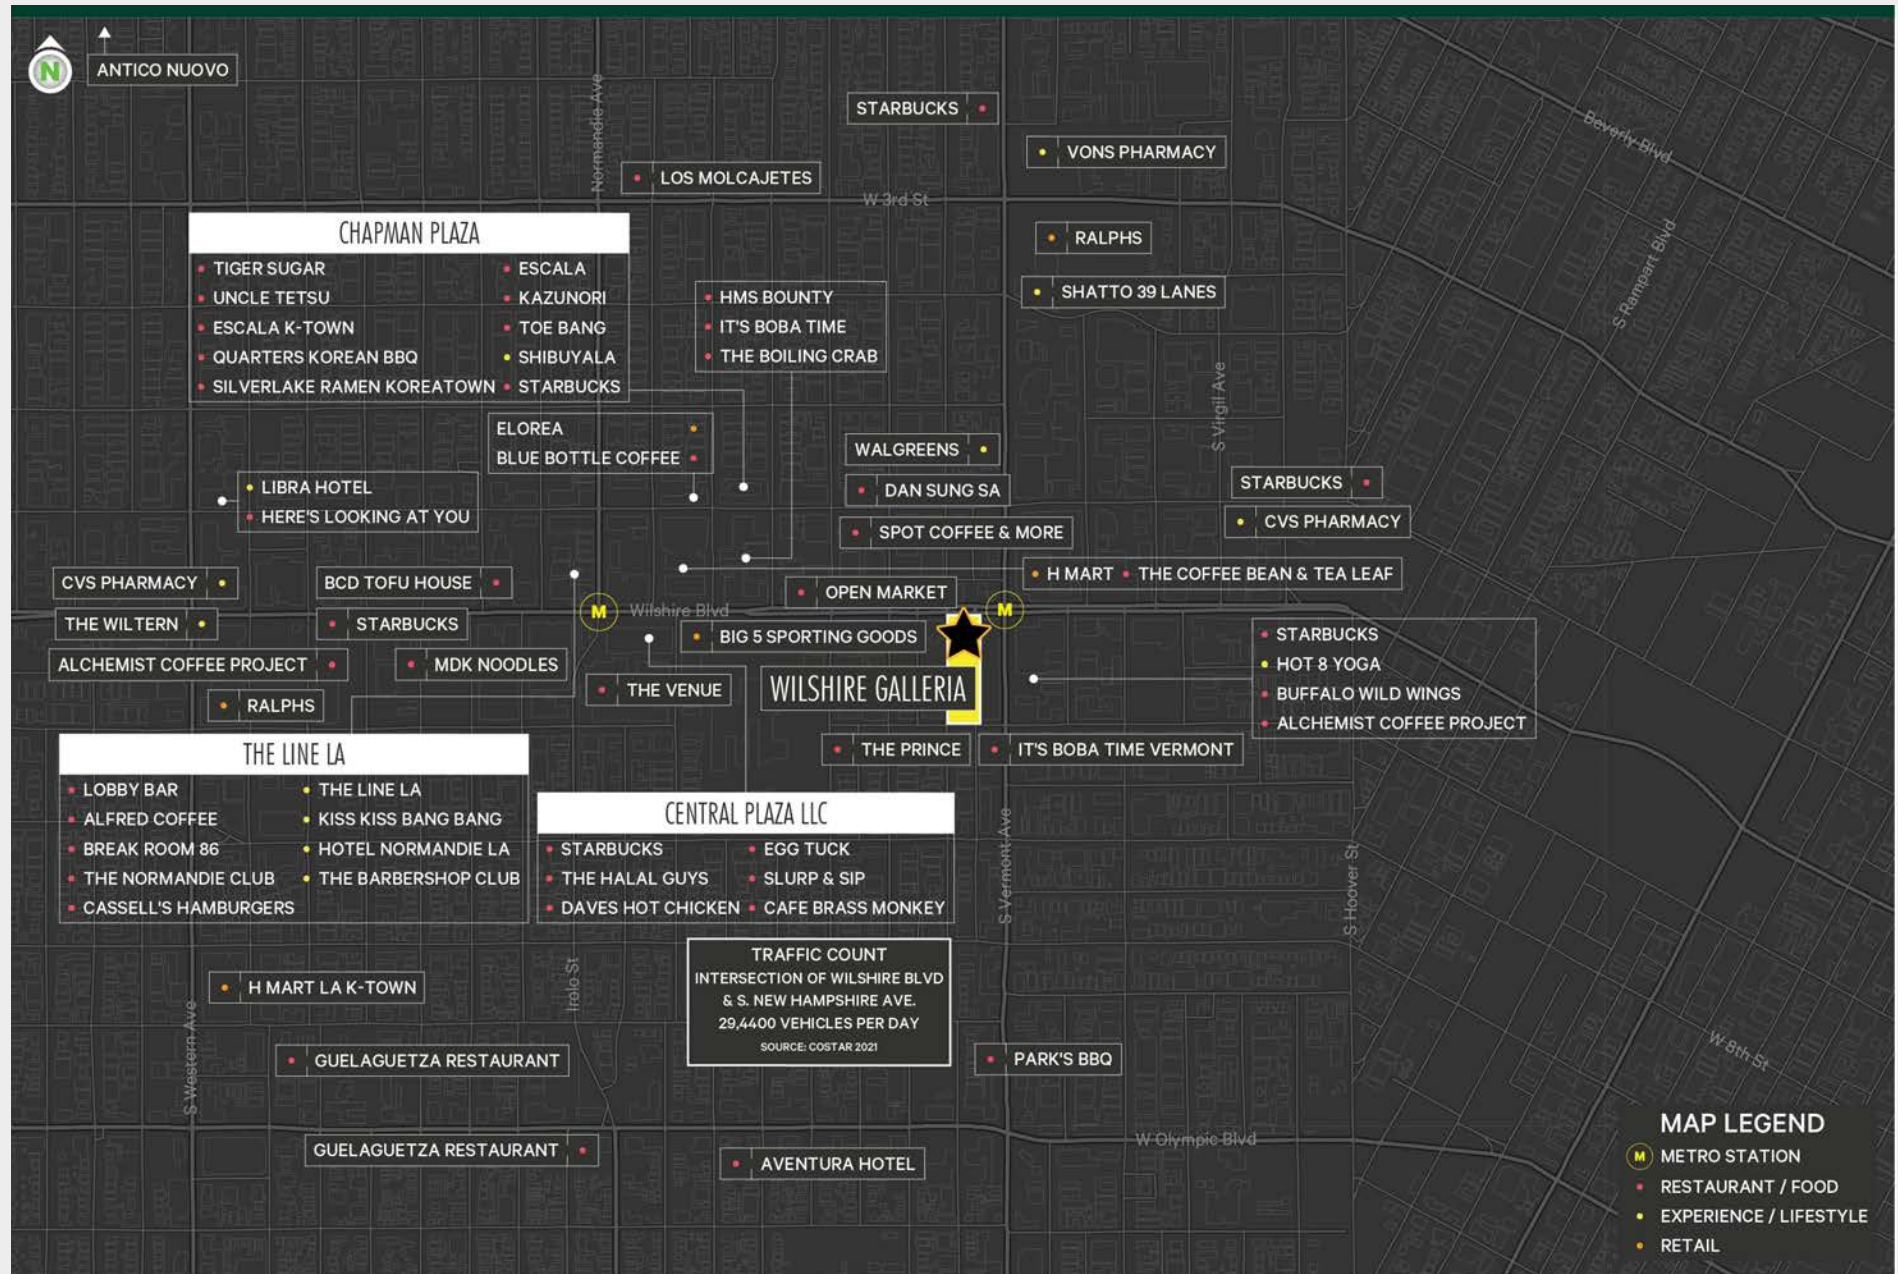 N
ANTICO NUOVO
STARBUCKS
VONS PHARMACY
Beverly Blvd
Normandie Ave
LOS MOLCAJETES
W 3rd St
RALPHS
SHATTO 39 LANES
S Rampart Blvd
CHAPMAN PLAZA
TIGER SUGAR
UNCLE TETSU
ESCALA K-TOWN
QUARTERS KOREAN BBQ
SILVERLAKE RAMEN KOREATOWN
ESCALA
KAZUNORI
TOE BANG
SHIBUYALA
STARBUCKS
HMS BOUNTY
IT'S BOBA TIME
THE BOILING CRAB
ELOREA
BLUE BOTTLE COFFEE
S Virgil Ave
WALGREENS
DAN SUNG SA
SPOT COFFEE & MORE
STARBUCKS
CVS PHARMACY
LIBRA HOTEL
HERE'S LOOKING AT YOU
H MART
THE COFFEE BEAN & TEA LEAF
CVS PHARMACY
BCD TOFU HOUSE
OPEN MARKET
M
Wilshire Blvd
M
THE WILTERN
STARBUCKS
BIG 5 SPORTING GOODS
ALCHEMIST COFFEE PROJECT
MDK NOODLES
THE VENUE
WILSHIRE GALLERIA
RALPHS
STARBUCKS
HOT 8 YOGA
BUFFALO WILD WINGS
ALCHEMIST COFFEE PROJECT
THE PRINCE
IT'S BOBA TIME VERMONT
THE LINE LA
LOBBY BAR
ALFRED COFFEE
BREAK ROOM 86
THE NORMANDIE CLUB
CASSELL'S HAMBURGERS
THE LINE LA
KISS KISS BANG BANG
HOTEL NORMANDIE LA
THE BARBERSHOP CLUB
CENTRAL PLAZA LLC
STARBUCKS
THE HALAL GUYS
DAVES HOT CHICKEN
EGG TUCK
SLURP & SIP
CAFE BRASS MONKEY
S Vermont Ave
S Hoover St
TRAFFIC COUNT
INTERSECTION OF WILSHIRE BLVD
& S. NEW HAMPSHIRE AVE.
29,4400 VEHICLES PER DAY
SOURCE: COSTAR 2021
H MART LA K-TOWN
Irolo St
S Western Ave
GUELAGUETZA RESTAURANT
PARK'S BBQ
W 8th St
GUELAGUETZA RESTAURANT
AVENTURA HOTEL
W Olympic Blvd
MAP LEGEND
M METRO STATION
RESTAURANT / FOOD
EXPERIENCE / LIFESTYLE
RETAIL